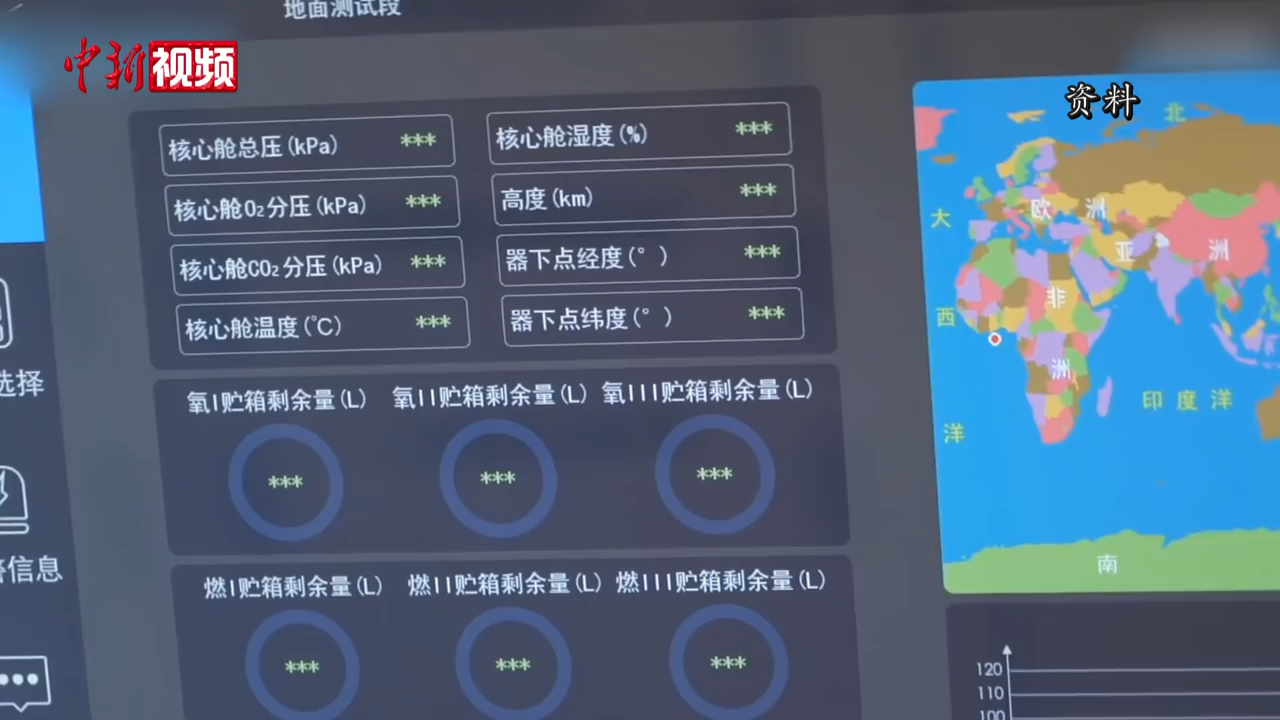 地面测试段
中新视频
资料
核心舱总压(kPa) ***
核心舱湿度(%) ***
核心舱O₂分压(kPa) ***
高度(km) ***
核心舱CO₂分压(kPa) ***
器下点经度(°) ***
核心舱温度(℃) ***
器下点纬度(°) ***
氧I贮箱剩余量(L)
氧II贮箱剩余量(L)
氧III贮箱剩余量(L)
***
***
***
燃I贮箱剩余量(L)
燃II贮箱剩余量(L)
燃III贮箱剩余量(L)
***
***
***
选择
信息
北
大
西
洋
欧 洲
亚 洲
非
洲
印度洋
南
120
110
100